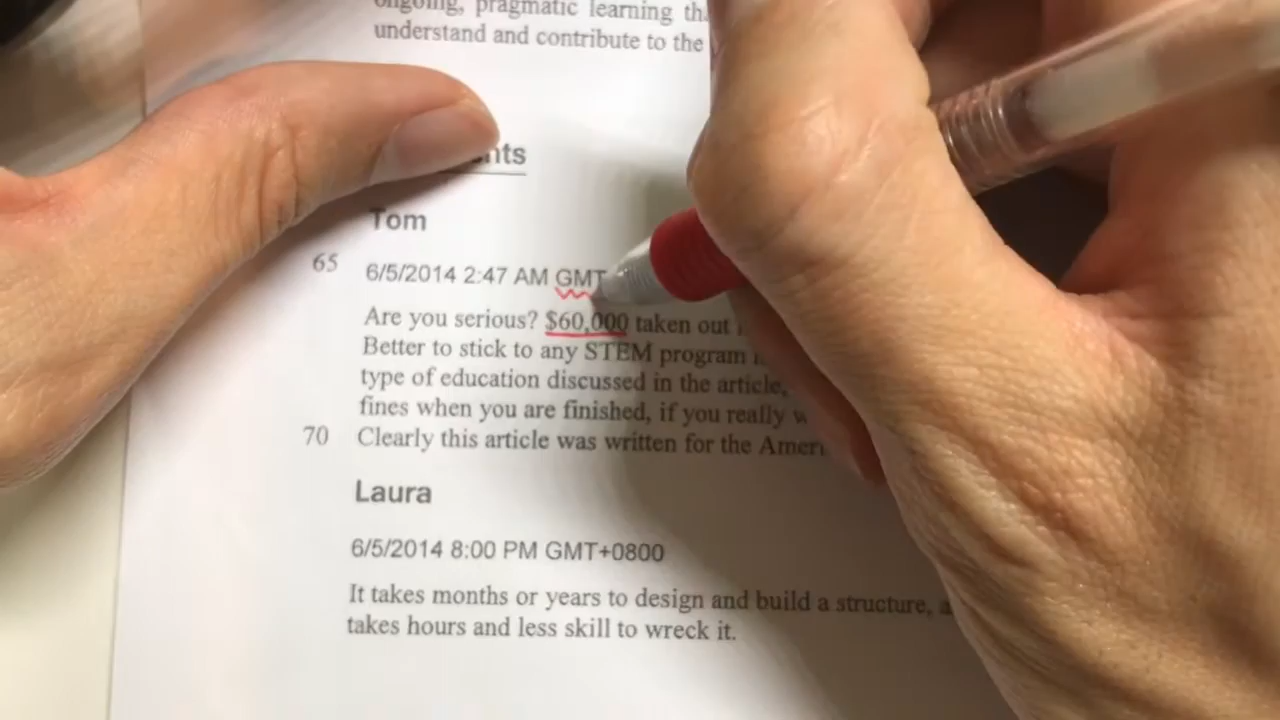 ongoing, pragmatic learning
understand and contribute to the
Tom
65
6/5/2014 2:47 AM GMT
Are you serious? $60,000 taken out
Better to stick to any STEM program
type of education discussed in the article,
fines when you are finished, if you really
70 Clearly this article was written for the
Laura
6/5/2014 8:00 PM GMT+0800
It takes months or years to design and build a structure,
takes hours and less skill to wreck it.